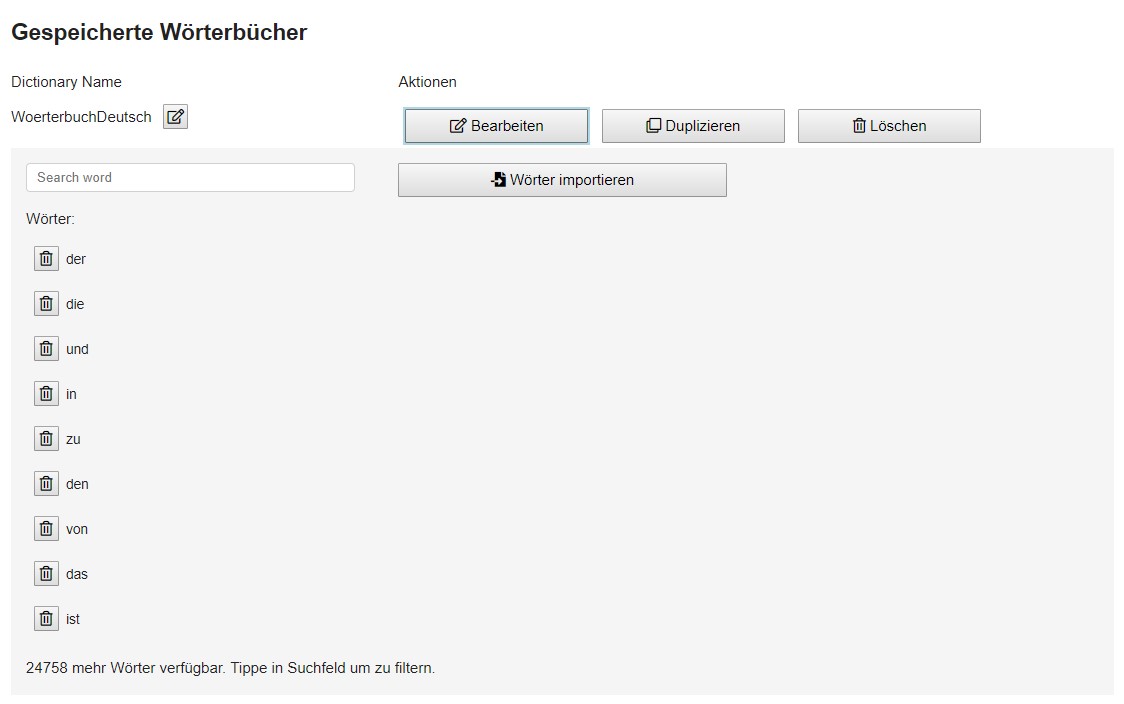 Gespeicherte Wörterbücher
Dictionary Name
Aktionen
WoerterbuchDeutsch
Bearbeiten
Duplizieren
Löschen
Search word
Wörter importieren
Wörter:
der
die
und
in
zu
den
von
das
ist
24758 mehr Wörter verfügbar. Tippe in Suchfeld um zu filtern.